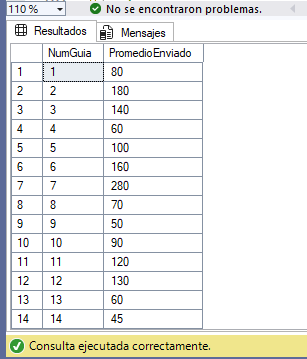 110 %
No se encontraron problemas.
Resultados Mensajes
NumGuia PromedioEnviado
1 1 80
2 2 180
3 3 140
4 4 60
5 5 100
6 6 160
7 7 280
8 8 70
9 9 50
10 10 90
11 11 120
12 12 130
13 13 60
14 14 45
Consulta ejecutada correctamente.